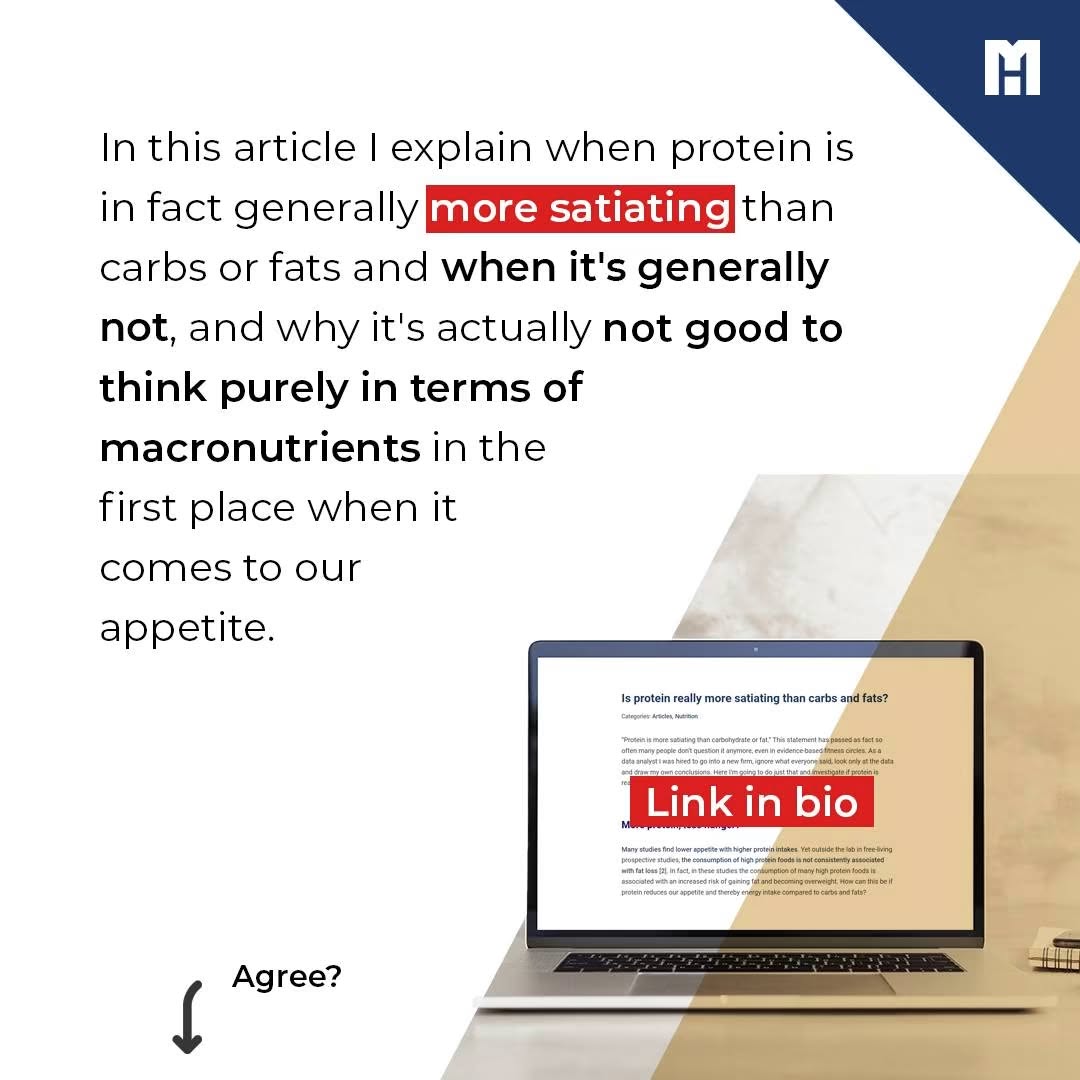 MH
In this article I explain when protein is
in fact generally more satiating than
carbs or fats and when it's generally
not, and why it's actually not good to
think purely in terms of
macronutrients in the
first place when it
comes to our
appetite.
Is protein really more satiating than carbs and fats?
Categories: Articles, Nutrition
"Protein is more satiating than carbohydrate or fat." This statement has passed as fact so
often many people don't question it anymore, even in evidence-based fitness circles. As a
data analyst I was hired to go into a new firm, ignore what everyone said, look only at the data
and draw my own conclusions. Here I'm going to do just that and investigate if protein is
Link in bio
Many studies find lower appetite with higher protein intakes. Yet outside the lab in free-living
prospective studies, the consumption of high protein foods is not consistently associated
with fat loss [2]. In fact, in these studies the consumption of many high protein foods is
associated with an increased risk of gaining fat and becoming overweight. How can this be if
protein reduces our appetite and thereby energy intake compared to carbs and fats?
Agree?